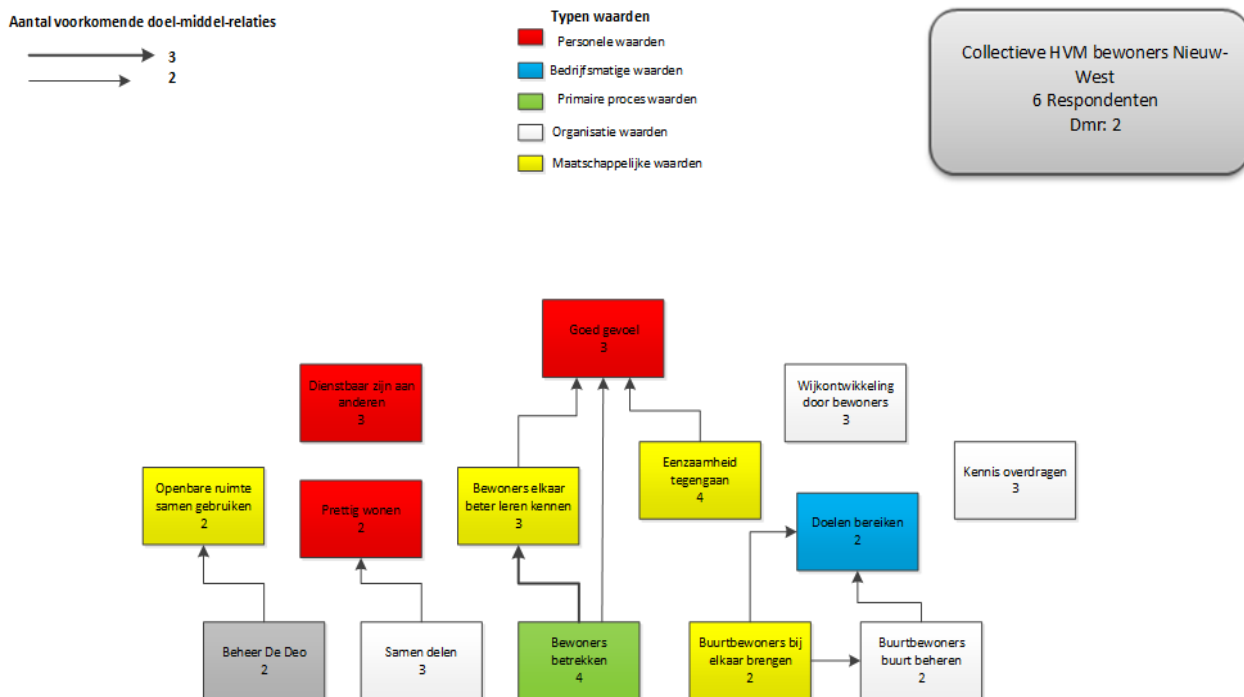 Aantal voorkomende doel-middel-relaties
3
2
Typen waarden
Personele waarden
Bedrijfsmatige waarden
Primaire proces waarden
Organisatie waarden
Maatschappelijke waarden
Collectieve HVM bewoners Nieuw-
West
6 Respondenten
Dmr: 2
Goed gevoel
3
Dienstbaar zijn aan
anderen
3
Wijkontwikkeling
door bewoners
3
Openbare ruimte
samen gebruiken
2
Prettig wonen
2
Bewoners elkaar
beter leren kennen
3
Eenzaamheid
tegengaan
4
Doelen bereiken
2
Kennis overdragen
3
Beheer De Deo
2
Samen delen
3
Bewoners
betrekken
4
Buurtbewoners bij
elkaar brengen
2
Buurtbewoners
buurt beheren
2